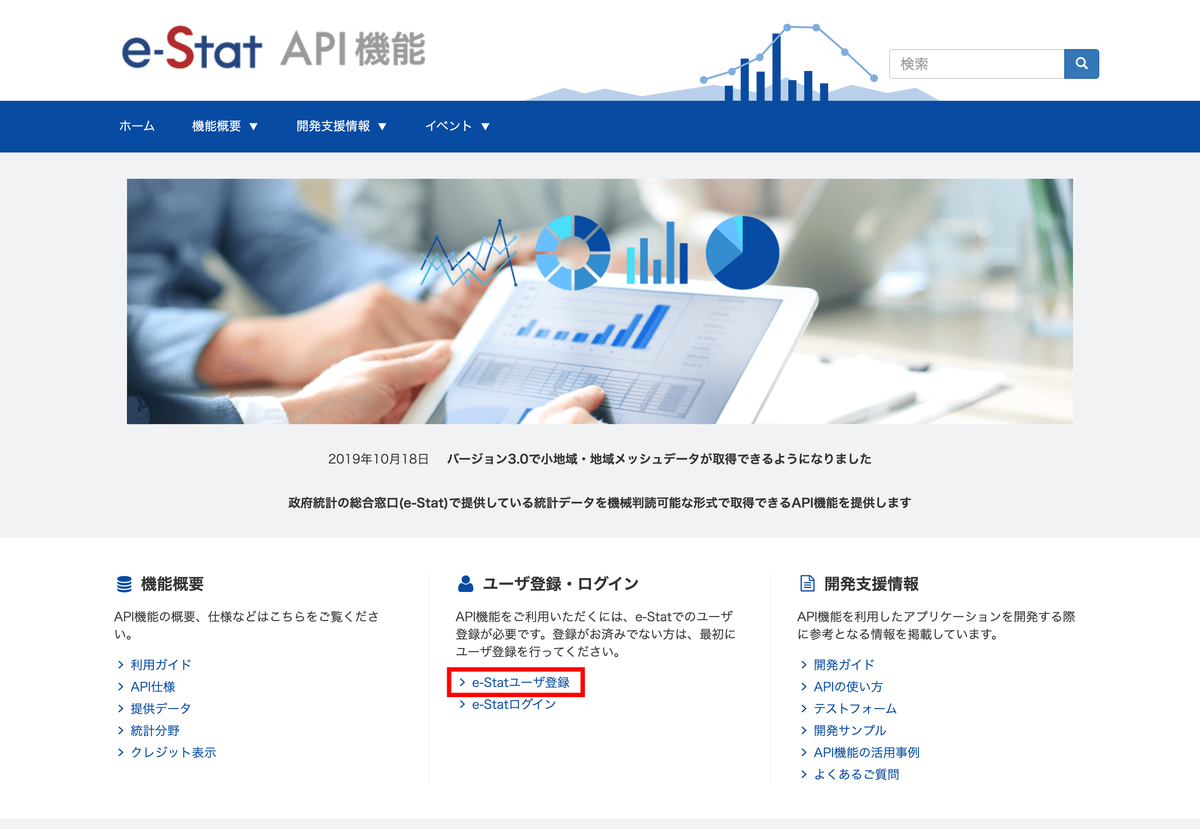 e-Stat API機能
検索
ホーム 機能概要 ▼ 開発支援情報 ▼ イベント ▼
2019年10月18日 バージョン3.0で小地域・地域メッシュデータが取得できるようになりました
政府統計の総合窓口(e-Stat)で提供している統計データを機械判読可能な形式で取得できるAPI機能を提供します
機能概要
API機能の概要、仕様などはこちらをご覧くださ
い。
利用ガイド
API仕様
提供データ
統計分野
クレジット表示
ユーザ登録・ログイン
API機能をご利用いただくには、e-Statでのユーザ
登録が必要です。登録がお済みでない方は、最初に
ユーザ登録を行ってください。
e-Statユーザ登録
e-Statログイン
開発支援情報
API機能を利用したアプリケーションを開発する際
に参考となる情報を掲載しています。
開発ガイド
APIの使い方
テストフォーム
開発サンプル
API機能の活用事例
よくあるご質問